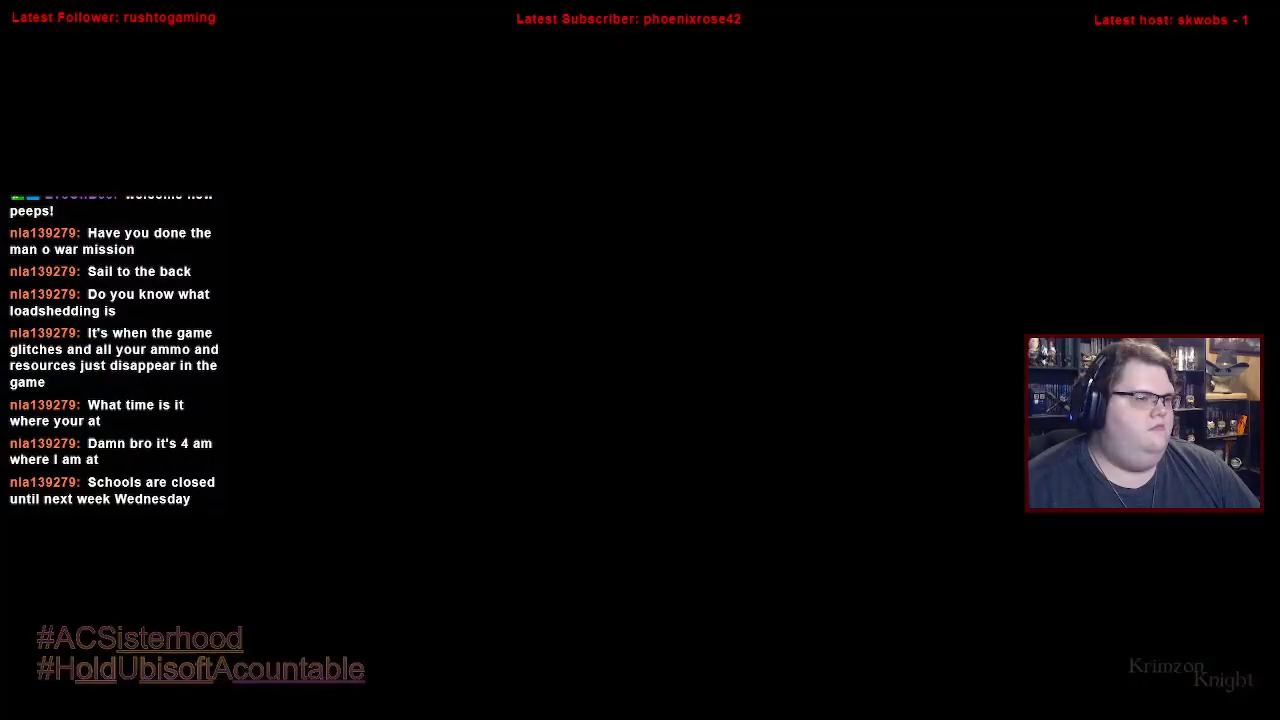 Latest Follower: rushtogaming
Latest Subscriber: phoenixrose42
Latest host: skwobs - 1
peeps!
nla139279: Have you done the
man o war mission
nla139279: Sail to the back
nla139279: Do you know what
loadshedding is
nla139279: It's when the game
glitches and all your ammo and
resources just disappear in the
game
nla139279: What time is it
where your at
nla139279: Damn bro it's 4 am
where I am at
nla139279: Schools are closed
until next week Wednesday
#ACSisterhood
#HoldUbisoftAcountable
Krimzon
Knight